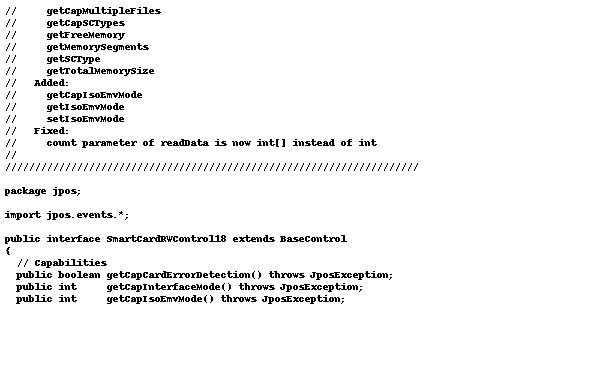 //     getCapMultipleFiles
//     getCapSCTypes
//     getFreeMemory
//     getMemorySegments
//     getSCType
//     getTotalMemorySize
//   Added:
//     getCapIsoEmvMode
//     getIsoEmvMode
//     setIsoEmvMode
//   Fixed:
//     count parameter of readData is now int[] instead of int
//
/////////////////////////////////////////////////////////////////////

package jpos;

import jpos.events.*;

public interface SmartCardRWControl18 extends BaseControl
{
  // Capabilities
  public boolean getCapCardErrorDetection() throws JposException;
  public int     getCapInterfaceMode() throws JposException;
  public int     getCapIsoEmvMode() throws JposException;